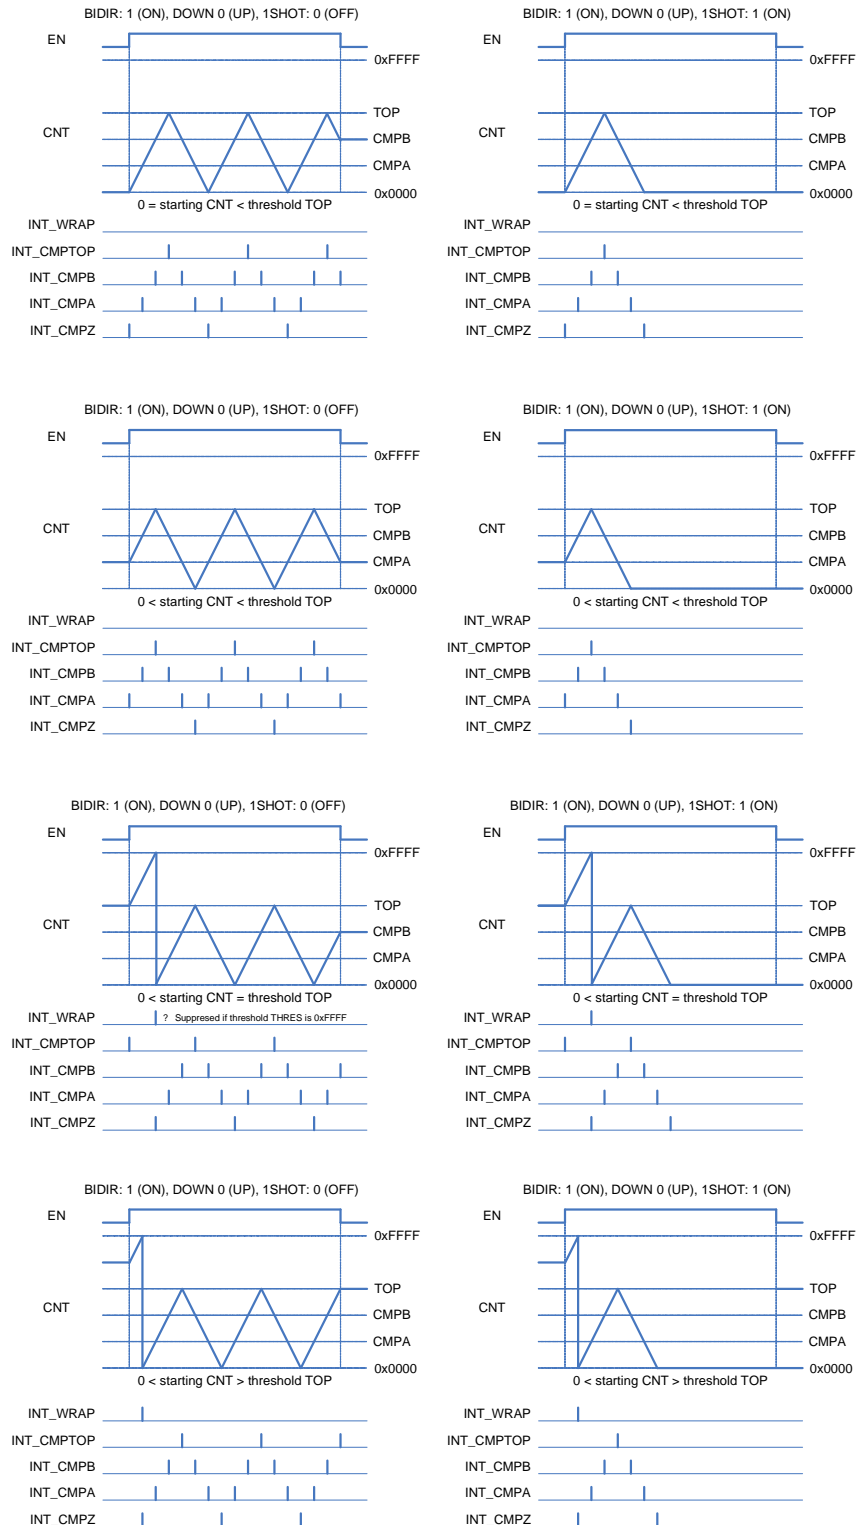 BIDIR: 1 (ON), DOWN 0 (UP), 1SHOT: 0 (OFF)
EN
0xFFFF
TOP
CNT
CMPB
CMPA
0x0000
0 = starting CNT < threshold TOP
INT_WRAP
INT_CMPTOP
INT_CMPB
INT_CMPA
INT_CMPZ
BIDIR: 1 (ON), DOWN 0 (UP), 1SHOT: 1 (ON)
EN
0xFFFF
TOP
CNT
CMPB
CMPA
0x0000
0 = starting CNT < threshold TOP
INT_WRAP
INT_CMPTOP
INT_CMPB
INT_CMPA
INT_CMPZ
BIDIR: 1 (ON), DOWN 0 (UP), 1SHOT: 0 (OFF)
EN
0xFFFF
TOP
CNT
CMPB
CMPA
0x0000
0 < starting CNT < threshold TOP
INT_WRAP
INT_CMPTOP
INT_CMPB
INT_CMPA
INT_CMPZ
BIDIR: 1 (ON), DOWN 0 (UP), 1SHOT: 1 (ON)
EN
0xFFFF
TOP
CNT
CMPB
CMPA
0x0000
0 < starting CNT < threshold TOP
INT_WRAP
INT_CMPTOP
INT_CMPB
INT_CMPA
INT_CMPZ
BIDIR: 1 (ON), DOWN 0 (UP), 1SHOT: 0 (OFF)
EN
0xFFFF
TOP
CNT
CMPB
CMPA
0x0000
0 < starting CNT = threshold TOP
INT_WRAP ? Suppresed if threshold THRES is 0xFFFF
INT_CMPTOP
INT_CMPB
INT_CMPA
INT_CMPZ
BIDIR: 1 (ON), DOWN 0 (UP), 1SHOT: 1 (ON)
EN
0xFFFF
TOP
CNT
CMPB
CMPA
0x0000
0 < starting CNT = threshold TOP
INT_WRAP
INT_CMPTOP
INT_CMPB
INT_CMPA
INT_CMPZ
BIDIR: 1 (ON), DOWN 0 (UP), 1SHOT: 0 (OFF)
EN
0xFFFF
TOP
CNT
CMPB
CMPA
0x0000
0 < starting CNT > threshold TOP
INT_WRAP
INT_CMPTOP
INT_CMPB
INT_CMPA
INT_CMPZ
BIDIR: 1 (ON), DOWN 0 (UP), 1SHOT: 1 (ON)
EN
0xFFFF
TOP
CNT
CMPB
CMPA
0x0000
0 < starting CNT > threshold TOP
INT_WRAP
INT_CMPTOP
INT_CMPB
INT_CMPA
INT_CMPZ